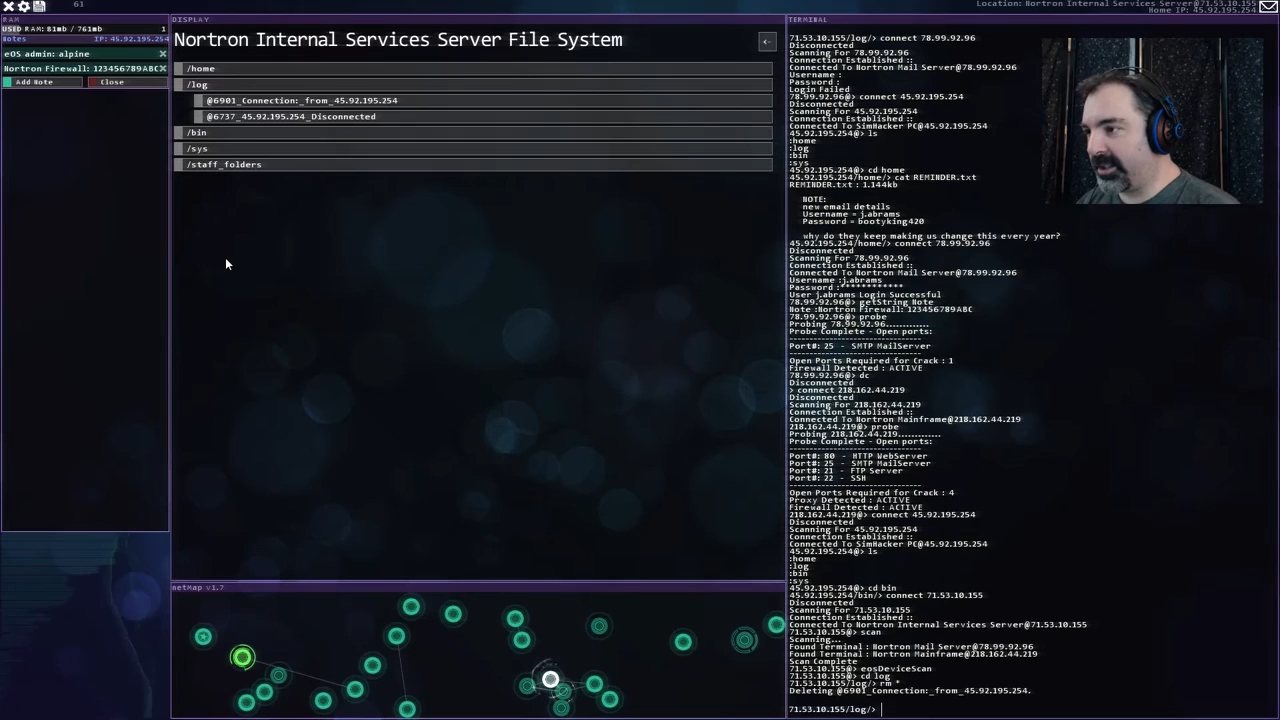 61
Location: Nortron Internal Services Server@71.53.10.155
Home IP: 45.92.195.254
RAM
USED RAM: 81mb / 761mb 1
Notes IP: 45.92.195.254
eOS admin: alpine
Nortron Firewall: 123456789ABC
Add Note Close
DISPLAY
Nortron Internal Services Server File System
<-
/home
/log
@6901_Connection:_from_45.92.195.254
@6737_45.92.195.254_Disconnected
/bin
/sys
/staff_folders
netMap v1.7
TERMINAL
71.53.10.155/log/> connect 78.99.92.96
Disconnected
Scanning For 78.99.92.96
Connection Established ::
Connected To Nortron Mail Server@78.99.92.96
Username :
Password :
Login Failed
78.99.92.96@> connect 45.92.195.254
Disconnected
Scanning For 45.92.195.254
Connection Established ::
Connected To SimHacker PC@45.92.195.254
45.92.195.254@> ls
:home
:log
:bin
:sys
45.92.195.254@> cd home
45.92.195.254/home/> cat REMINDER.txt
REMINDER.txt : 1.144kb
NOTE:
new email details
Username = j.abrams
Password = bootyking420
why do they keep making us change this every year?
45.92.195.254/home/> connect 78.99.92.96
Disconnected
Scanning For 78.99.92.96
Connection Established ::
Connected To Nortron Mail Server@78.99.92.96
Username :j.abrams
Password :************
User j.abrams Login Successful
78.99.92.96@> getString Note
Note :Nortron Firewall: 123456789ABC
78.99.92.96@> probe
Probing 78.99.92.96.............
Probe Complete - Open ports:
---------------------------------
Port#: 25 - SMTP MailServer
---------------------------------
Open Ports Required for Crack : 1
Firewall Detected : ACTIVE
78.99.92.96@> dc
Disconnected
> connect 218.162.44.219
Disconnected
Scanning For 218.162.44.219
Connection Established ::
Connected To Nortron Mainframe@218.162.44.219
218.162.44.219@> probe
Probing 218.162.44.219.............
Probe Complete - Open ports:
---------------------------------
Port#: 80 - HTTP WebServer
Port#: 25 - SMTP MailServer
Port#: 21 - FTP Server
Port#: 22 - SSH
---------------------------------
Open Ports Required for Crack : 4
Proxy Detected : ACTIVE
Firewall Detected : ACTIVE
218.162.44.219@> connect 45.92.195.254
Disconnected
Scanning For 45.92.195.254
Connection Established ::
Connected To SimHacker PC@45.92.195.254
45.92.195.254@> ls
:home
:log
:bin
:sys
45.92.195.254@> cd bin
45.92.195.254/bin/> connect 71.53.10.155
Disconnected
Scanning For 71.53.10.155
Connection Established ::
Connected To Nortron Internal Services Server@71.53.10.155
71.53.10.155@> scan
Scanning...
Found Terminal : Nortron Mail Server@78.99.92.96
Found Terminal : Nortron Mainframe@218.162.44.219
Scan Complete
71.53.10.155@> eosDeviceScan
71.53.10.155@> cd log
71.53.10.155/log/> rm *
Deleting @6901_Connection:_from_45.92.195.254.
71.53.10.155/log/>